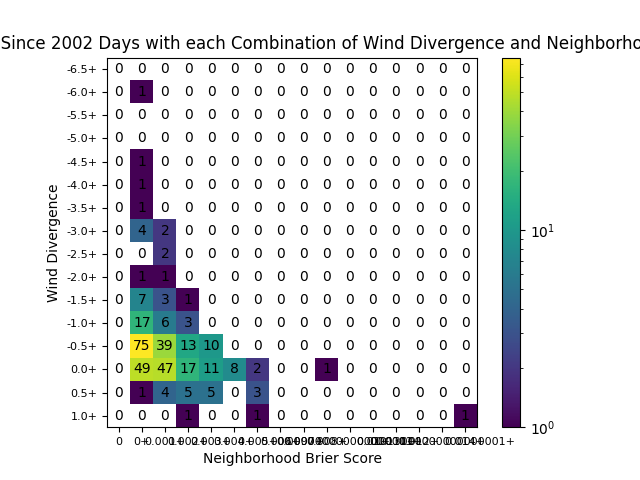 Since 2002 Days with each Combination of Wind Divergence and Neighborho
-6.5+ 0 0 0 0 0 0 0 0 0 0 0 0 0 0 0 0
-6.0+ 0 1 0 0 0 0 0 0 0 0 0 0 0 0 0 0
-5.5+ 0 0 0 0 0 0 0 0 0 0 0 0 0 0 0 0
-5.0+ 0 0 0 0 0 0 0 0 0 0 0 0 0 0 0 0
-4.5+ 0 1 0 0 0 0 0 0 0 0 0 0 0 0 0 0
-4.0+ 0 1 0 0 0 0 0 0 0 0 0 0 0 0 0 0
-3.5+ 0 1 0 0 0 0 0 0 0 0 0 0 0 0 0 0
-3.0+ 0 4 2 0 0 0 0 0 0 0 0 0 0 0 0 0
-2.5+ 0 0 2 0 0 0 0 0 0 0 0 0 0 0 0 0
-2.0+ 0 1 1 0 0 0 0 0 0 0 0 0 0 0 0 0
-1.5+ 0 7 3 1 0 0 0 0 0 0 0 0 0 0 0 0
-1.0+ 0 17 6 3 0 0 0 0 0 0 0 0 0 0 0 0
-0.5+ 0 75 39 13 10 0 0 0 0 0 0 0 0 0 0 0
0.0+ 0 49 47 17 11 8 2 0 0 1 0 0 0 0 0 0
0.5+ 0 1 4 5 5 0 3 0 0 0 0 0 0 0 0 0
1.0+ 0 0 0 1 0 0 1 0 0 0 0 0 0 0 0 1
0 0+
Neighborhood Brier Score
Wind Divergence
10^1
10^0